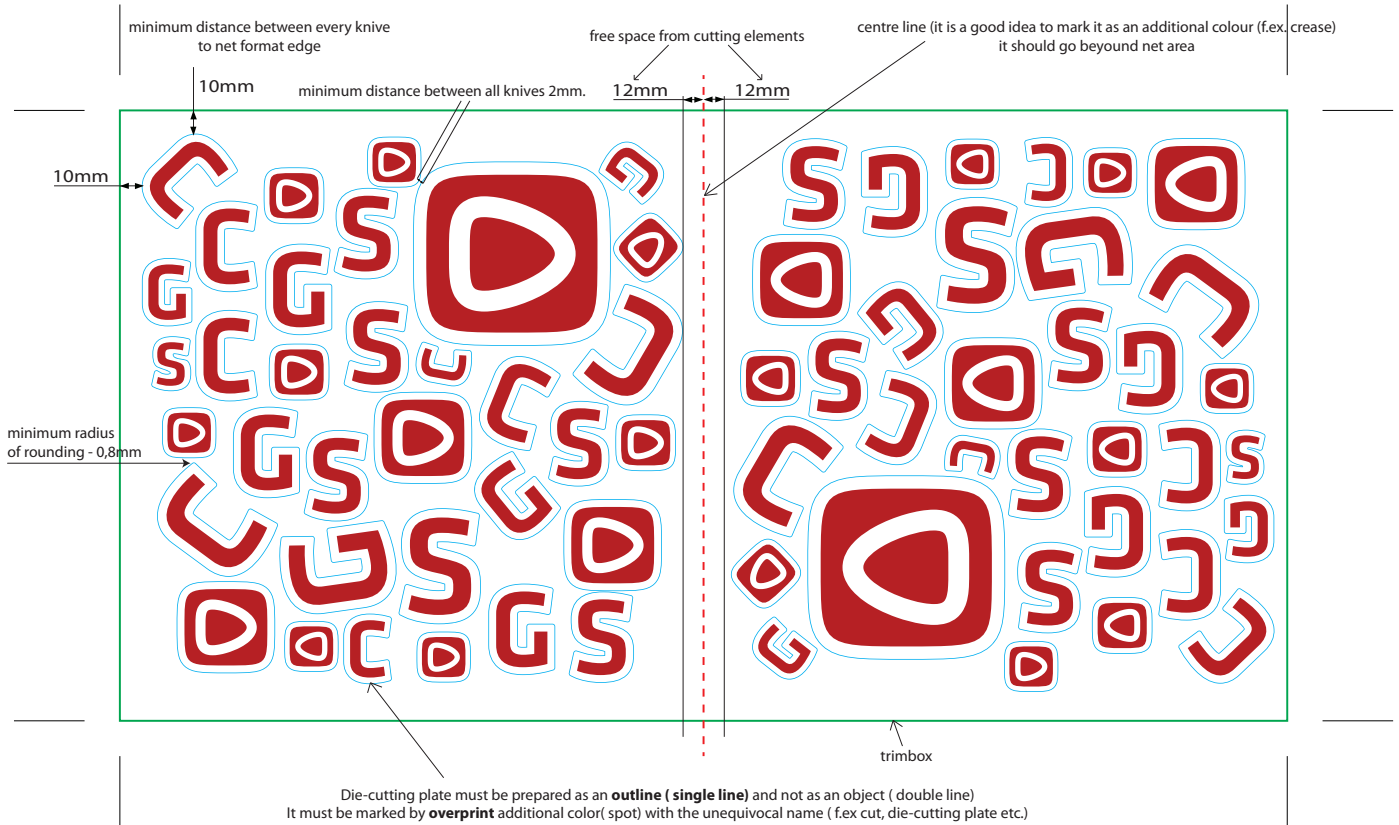 minimum distance between every knive
to net format edge
free space from cutting elements
centre line (it is a good idea to mark it as an additional colour (f.ex. crease)
it should go beyound net area
10mm
minimum distance between all knives 2mm.
12mm
12mm
10mm
minimum radius
of rounding - 0,8mm
trimbox
Die-cutting plate must be prepared as an outline ( single line) and not as an object ( double line)
It must be marked by overprint additional color( spot) with the unequivocal name ( f.ex cut, die-cutting plate etc.)